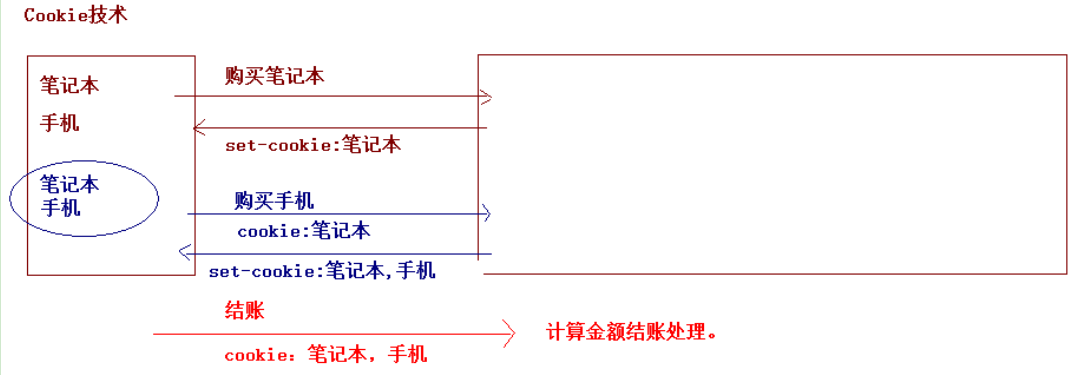 Cookie技术
笔记本
手机
笔记本
手机
购买笔记本
set-cookie:笔记本
购买手机
cookie:笔记本
set-cookie:笔记本,手机
结账
cookie: 笔记本, 手机
计算金额结账处理。